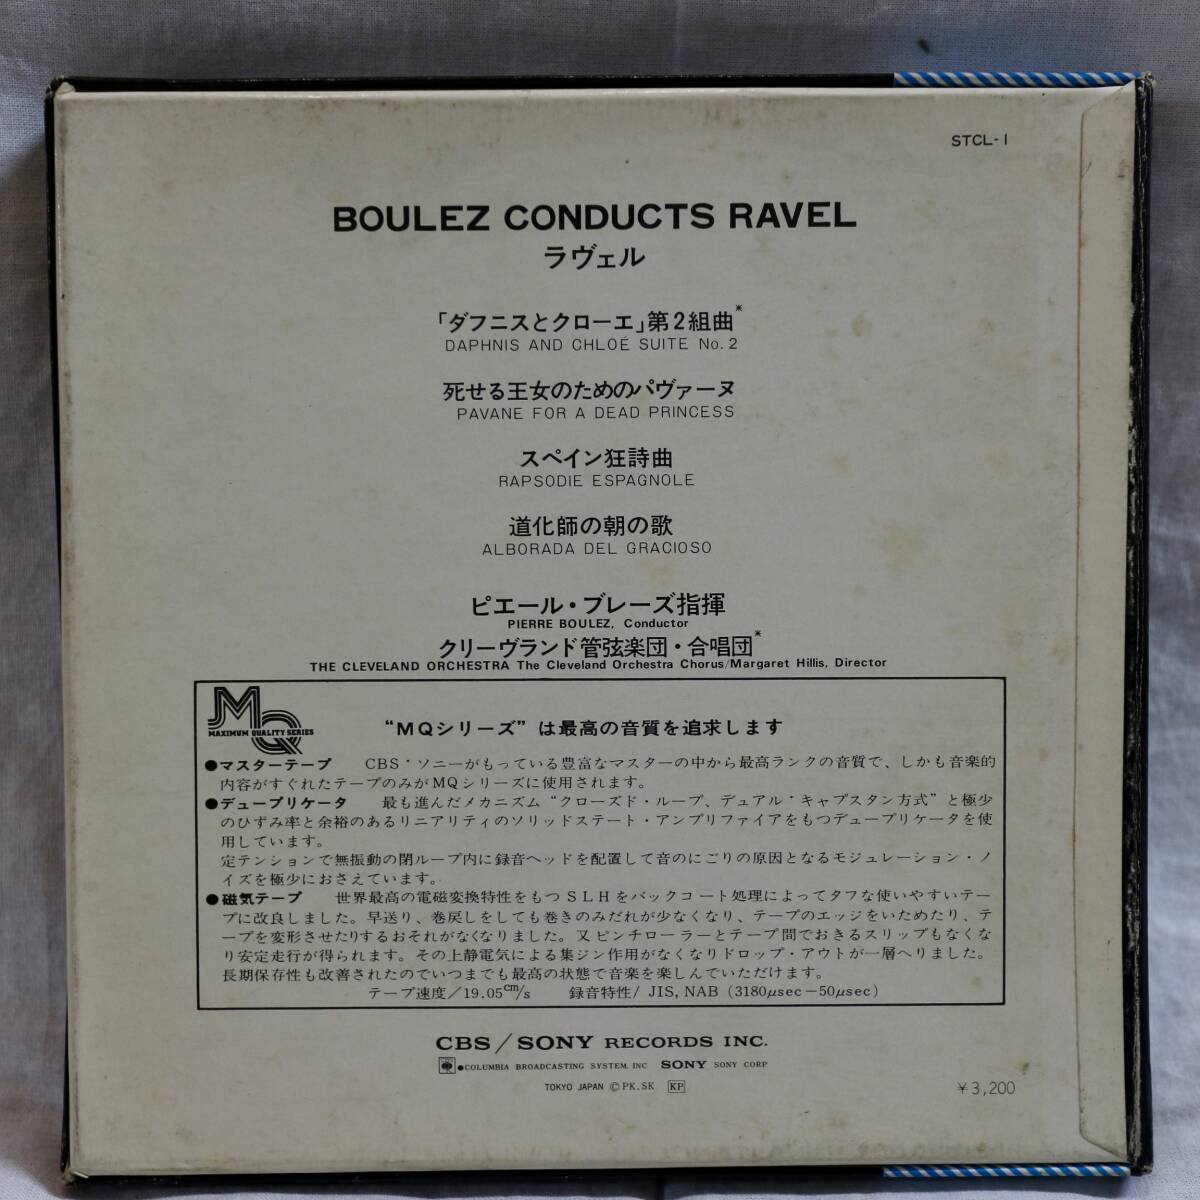 STCL-1
BOULEZ CONDUCTS RAVEL
ラヴェル
「ダフニスとクローエ」第2組曲*
DAPHNIS AND CHLOÉ SUITE No. 2
死せる王女のためのパヴァーヌ
PAVANE FOR A DEAD PRINCESS
スペイン狂詩曲
RAPSODIE ESPAGNOLE
道化師の朝の歌
ALBORADA DEL GRACIOSO
ピエール・ブレーズ指揮
PIERRE BOULEZ, Conductor
クリーヴランド管弦楽団・合唱団*
THE CLEVELAND ORCHESTRA The Cleveland Orchestra Chorus/Margaret Hillis, Director
MQ
MAXIMUM QUALITY SERIES
“MQシリーズ”は最高の音質を追求します
●マスターテープ　CBS・ソニーがもっている豊富なマスターの中から最高ランクの音質で、しかも音楽的
内容がすぐれたテープのみがMQシリーズに使用されます。
●デュープリケータ　最も進んだメカニズム“クローズド・ループ、デュアル・キャプスタン方式”と極少
のひずみ率と余裕のあるリニアリティのソリッドステート・アンプリファイアをもつデュープリケータを使
用しています。
定テンションで無振動の閉ループ内に録音ヘッドを配置して音のにごりの原因となるモジュレーション・ノ
イズを極少におさえています。
●磁気テープ　世界最高の電磁変換特性をもつSLHをバックコート処理によってタフな使いやすいテー
プに改良しました。早送り、巻戻しをしても巻きのみだれが少なくなり、テープのエッジをいためたり、テ
ープを変形させたりするおそれがなくなりました。又ピンチローラーとテープ間でおきるスリップもなくな
り安定走行が得られます。その上静電気による集ジン作用がなくなりドロップ・アウトが一層へりました。
長期保存性も改善されたのでいつまでも最高の状態で音楽を楽しんでいただけます。
テープ速度/19.05cm/s　録音特性/ JIS, NAB (3180μsec－50μsec)
CBS/SONY RECORDS INC.
●COLUMBIA BROADCASTING SYSTEM. INC SONY SONY CORP
TOKYO JAPAN ©PK.SK KP
¥3,200